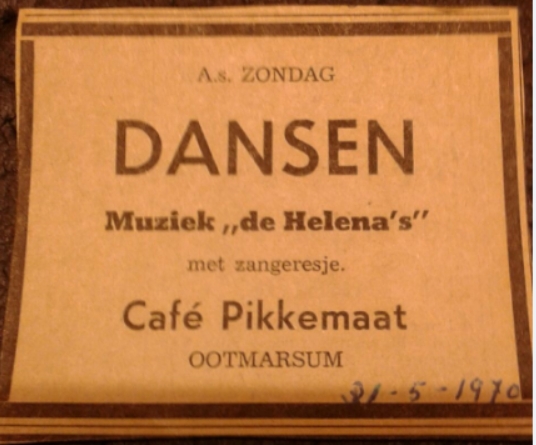 A.s. ZONDAG
DANSEN
Muziek „de Helena's”
met zangeresje.
Café Pikkemaat
OOTMARSUM
31-5-1970